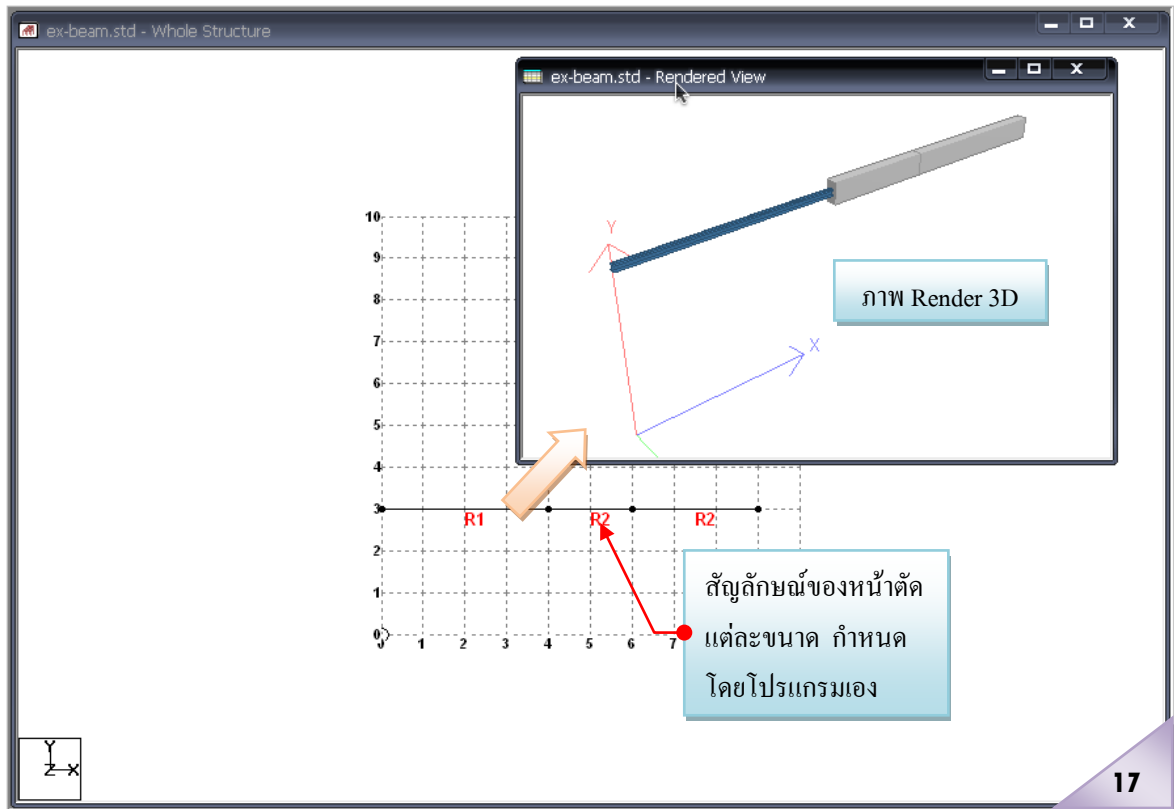 ex-beam.std - Whole Structure
ex-beam.std - Rendered View
Y
X
ภาพ Render 3D
10
9
8
7
6
5
4
3
R1
R2
R2
2
1
0
1
2
3
4
5
6
7
สัญลักษณ์ของหน้าตัด
แต่ละขนาด กำหนด
โดยโปรแกรมเอง
Y
Z
X
17